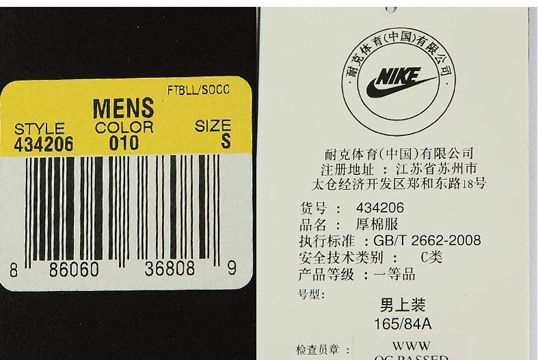 FTBLL/SOCC
MENS
STYLE COLOR SIZE
434206 010 S
8 86060 36808 9
·耐克体育(中国)有限公司·
NIKE
耐克体育(中国)有限公司
注册地址：江苏省苏州市
太仓经济开发区郑和东路18号
货号： 434206
品名： 厚棉服
执行标准：GB/T 2662-2008
安全技术类别： C类
产品等级：一等品
号型：
男上装
165/84A
检查员章： WWW
QC PASSED